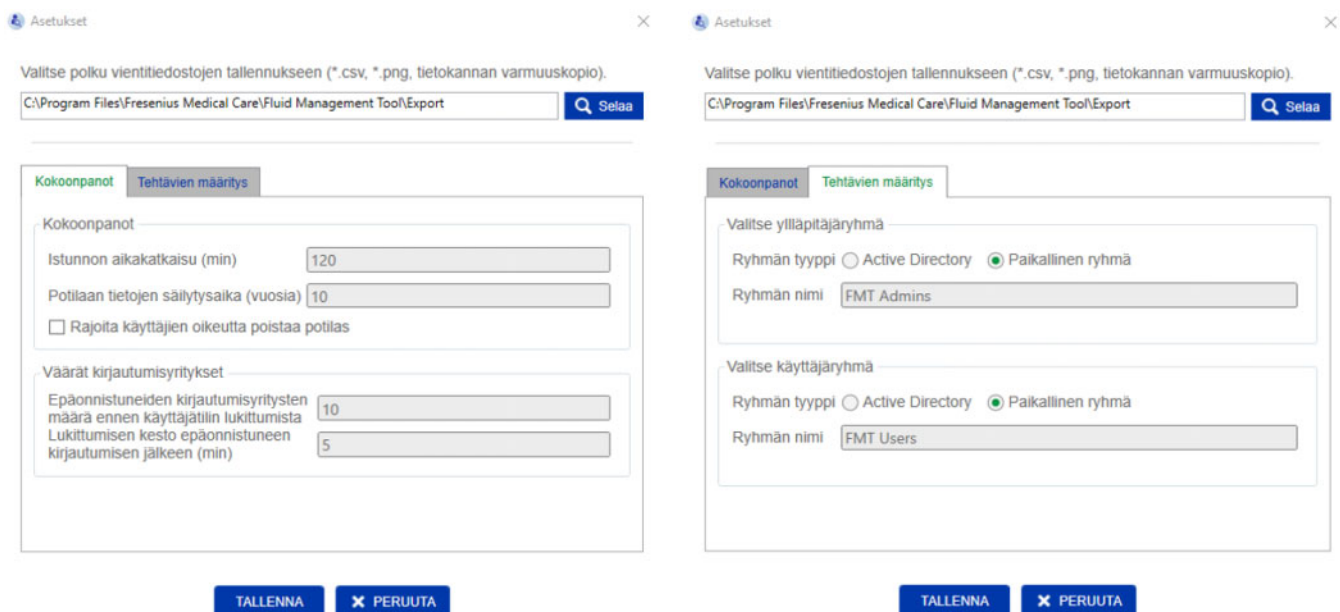 Asetukset
Valitse polku vientitiedostojen tallennukseen (*.csv, *.png, tietokannan varmuuskopio).
C:\Program Files\Fresenius Medical Care\Fluid Management Tool\Export
Selaa
Kokoonpanot
Tehtävien määritys
Kokoonpanot
Istunnon aikakatkaisu (min)
120
Potilaan tietojen säilytysaika (vuosia)
10
Rajoita käyttäjien oikeutta poistaa potilas
Väärät kirjautumisyritykset
Epäonnistuneiden kirjautumisyritysten
määrä ennen käyttäjätilin lukittumista
10
Lukittumisen kesto epäonnistuneen
kirjautumisen jälkeen (min)
5
TALLENNA
PERUUTA
Asetukset
Valitse polku vientitiedostojen tallennukseen (*.csv, *.png, tietokannan varmuuskopio).
C:\Program Files\Fresenius Medical Care\Fluid Management Tool\Export
Selaa
Kokoonpanot
Tehtävien määritys
Valitse yllläpitäjäryhmä
Ryhmän tyyppi Active Directory Paikallinen ryhmä
Ryhmän nimi FMT Admins
Valitse käyttäjäryhmä
Ryhmän tyyppi Active Directory Paikallinen ryhmä
Ryhmän nimi FMT Users
TALLENNA
PERUUTA